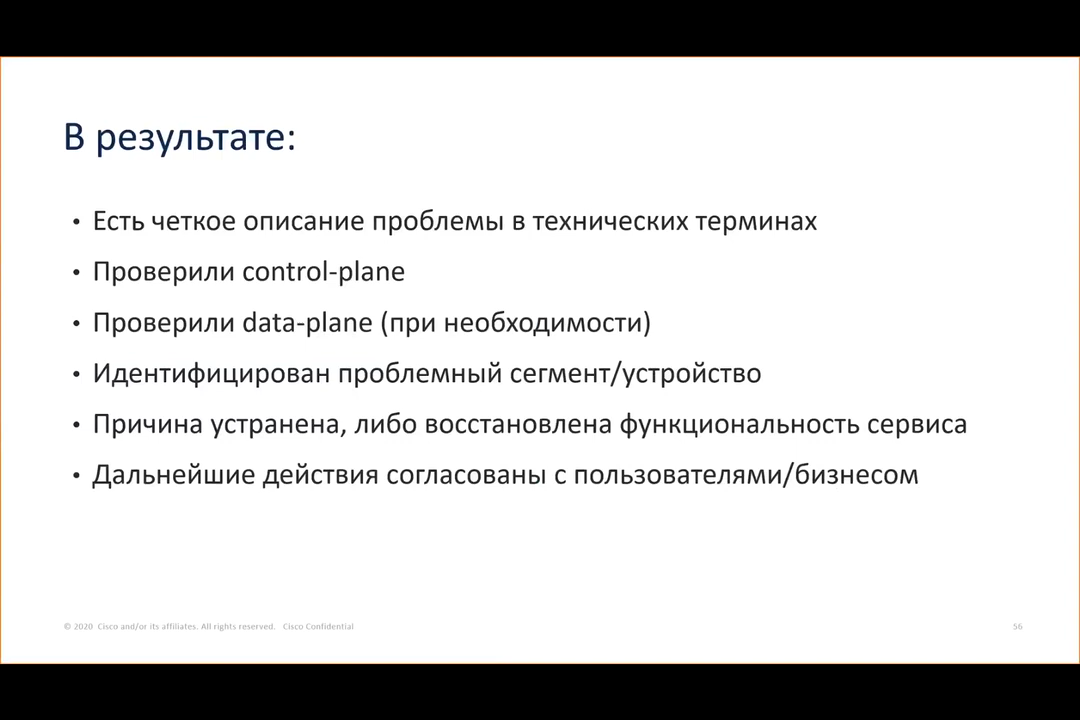 В результате:
• Есть четкое описание проблемы в технических терминах
• Проверили control-plane
• Проверили data-plane (при необходимости)
• Идентифицирован проблемный сегмент/устройство
• Причина устранена, либо восстановлена функциональность сервиса
• Дальнейшие действия согласованы с пользователями/бизнесом
© 2020 Cisco and/or its affiliates. All rights reserved. Cisco Confidential
56